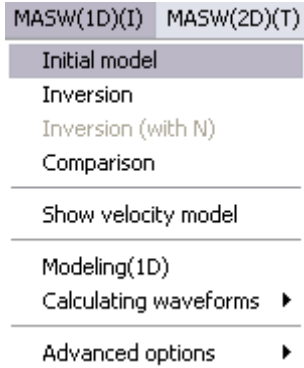 MASW(1D)(I) MASW(2D)(T)
Initial model
Inversion
Inversion (with N)
Comparison
Show velocity model
Modeling(1D)
Calculating waveforms
Advanced options